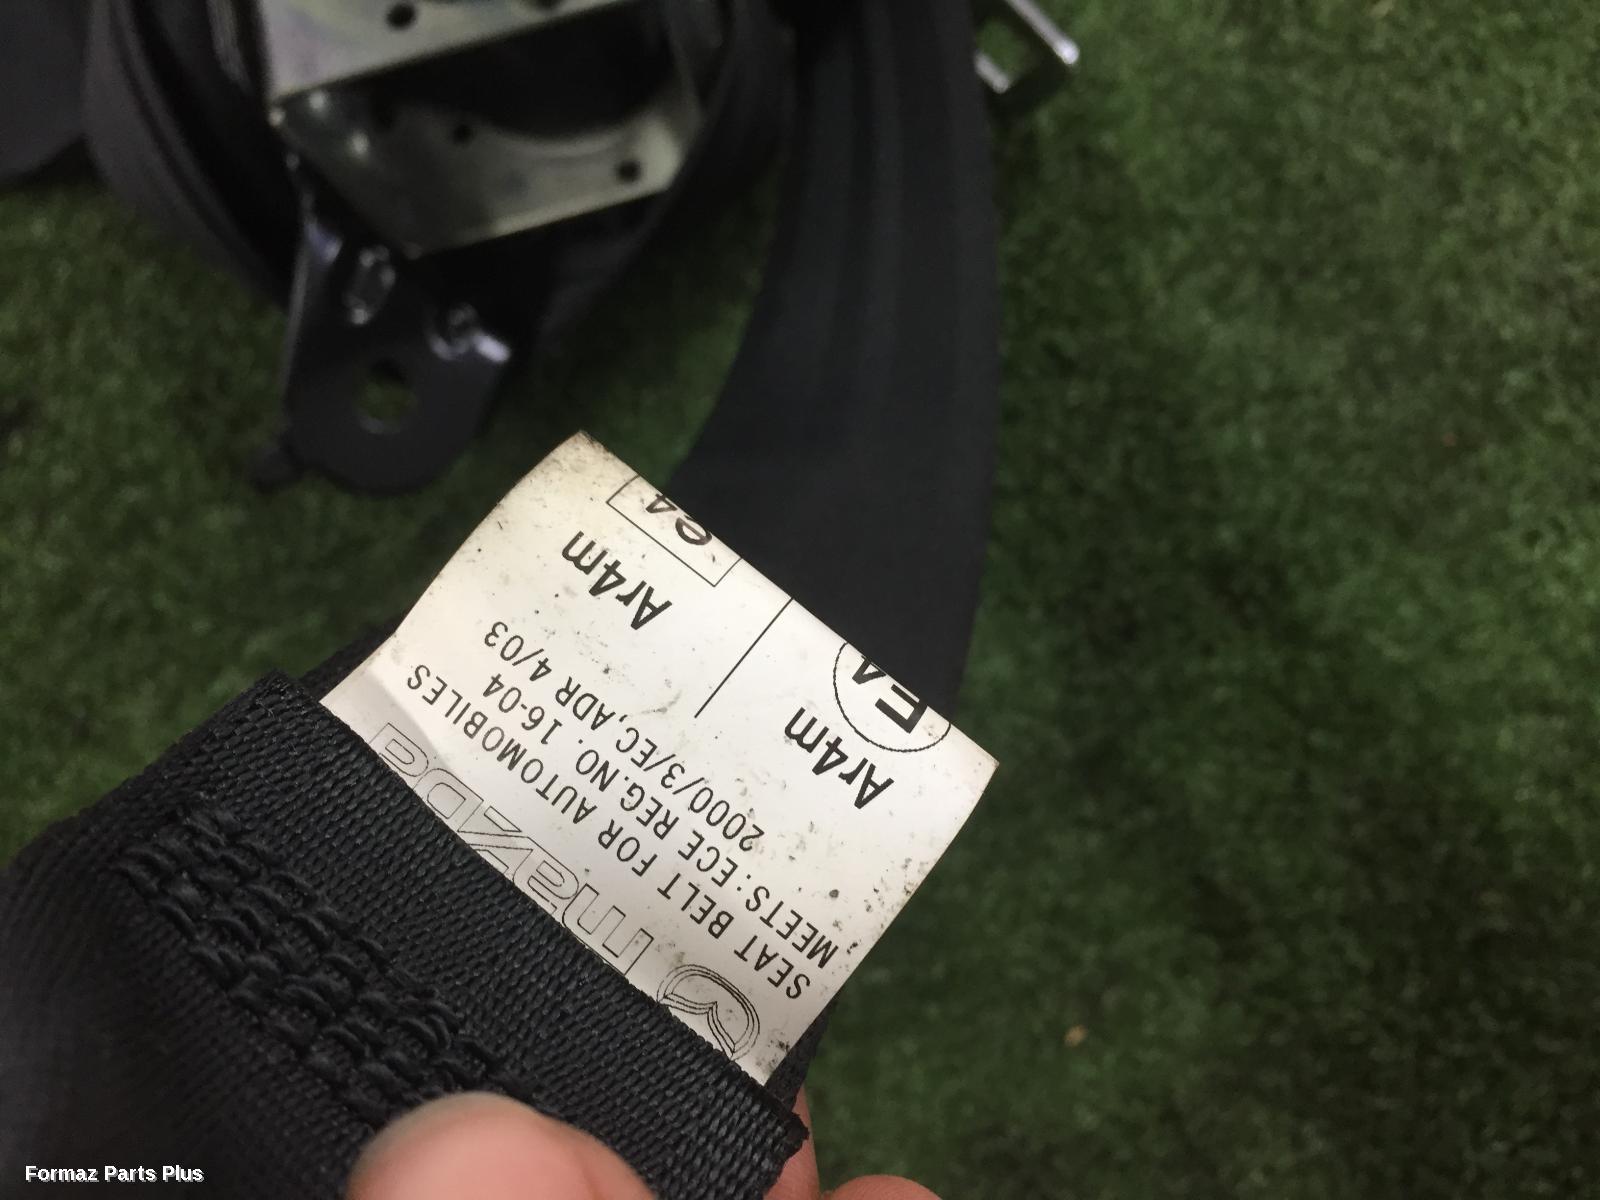 mazda
SEAT BELT FOR AUTOMOBILES
MEETS: ECE REG.NO. 16-04
2000/3/EC, ADR 4/03
Ar4m Ar4m
E4 e4
Formaz Parts Plus